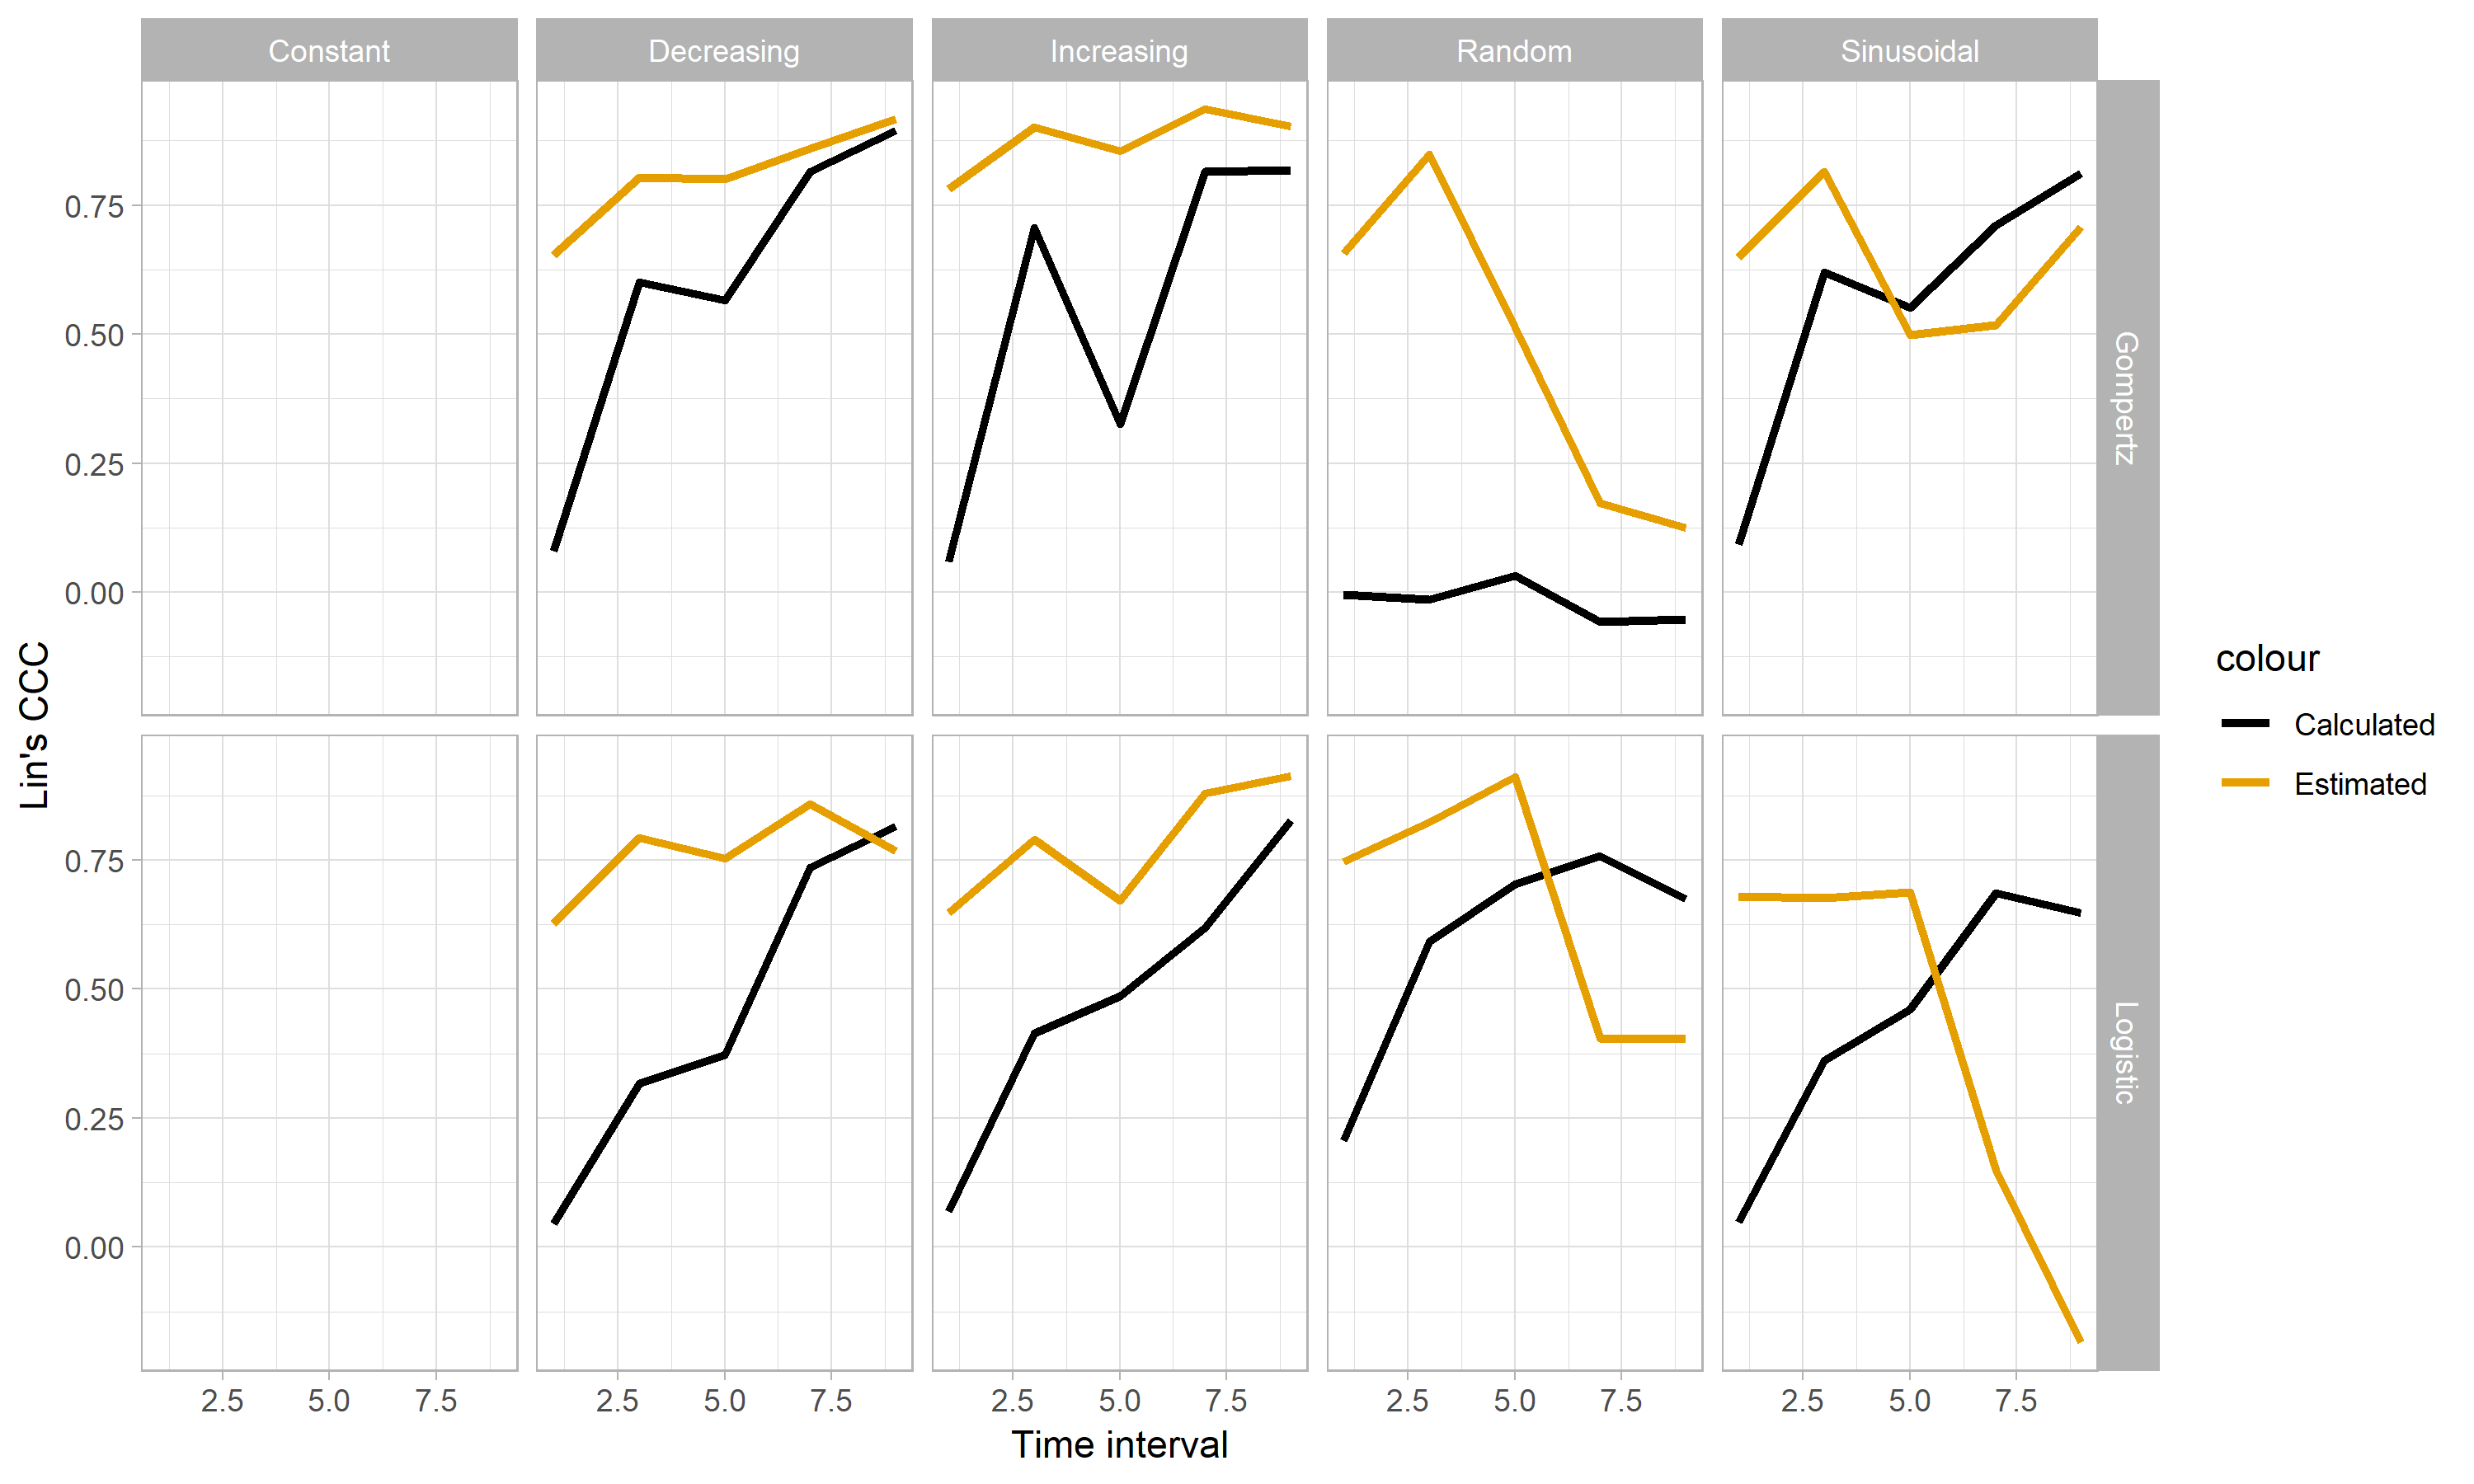 Constant Decreasing Increasing Random Sinusoidal
0.75
0.50
0.25
0.00
Gompertz
Lin's CCC
0.75
0.50
0.25
0.00
Logistic
2.5 5.0 7.5 2.5 5.0 7.5 2.5 5.0 7.5 2.5 5.0 7.5 2.5 5.0 7.5
Time interval
colour
Calculated
Estimated